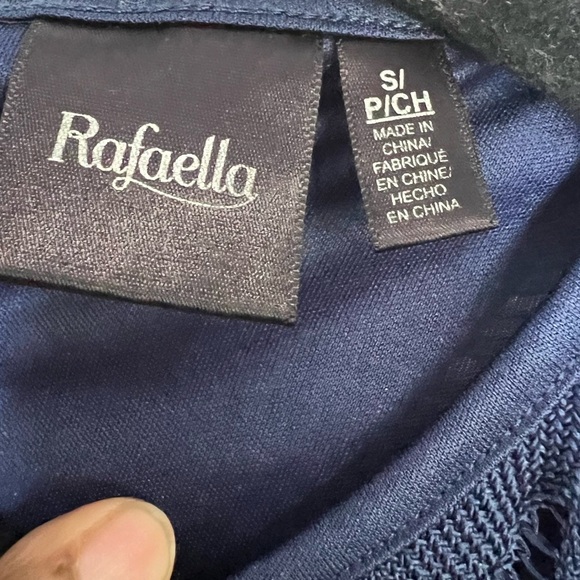 Rafaella
S/
P/CH
MADE IN
CHINA/
FABRIQUÉ
EN CHINE/
HECHO
EN CHINA